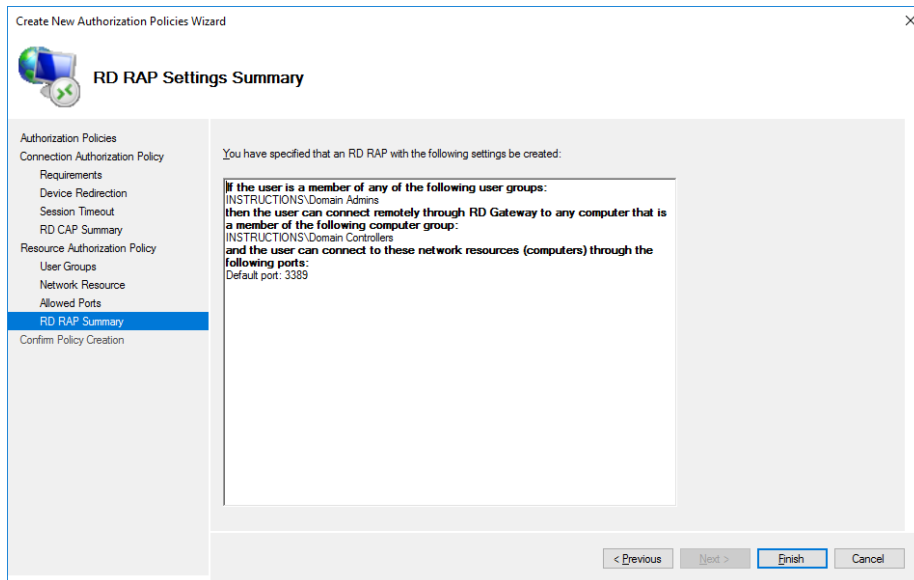 Create New Authorization Policies Wizard
RD RAP Settings Summary
Authorization Policies
Connection Authorization Policy
Requirements
Device Redirection
Session Timeout
RD CAP Summary
Resource Authorization Policy
User Groups
Network Resource
Allowed Ports
RD RAP Summary
Confirm Policy Creation
You have specified that an RD RAP with the following settings be created:
If the user is a member of any of the following user groups:
INSTRUCTIONS\Domain Admins
then the user can connect remotely through RD Gateway to any computer that is
a member of the following computer group:
INSTRUCTIONS\Domain Controllers
and the user can connect to these network resources (computers) through the
following ports:
Default port: 3389
< Previous
Next >
Finish
Cancel